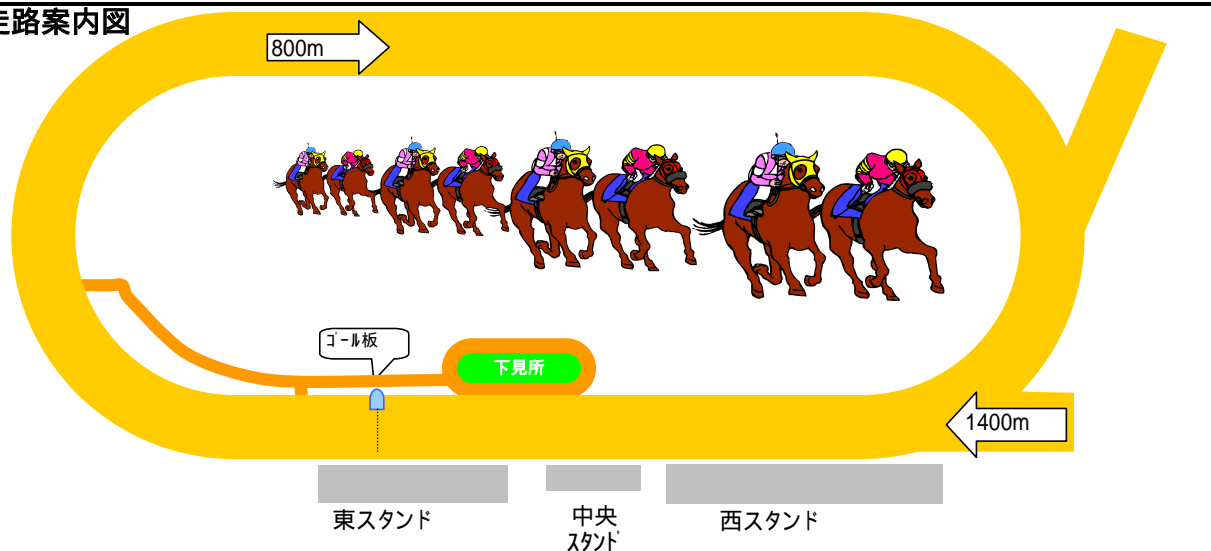 走路案内図
800m
ｺﾞｰﾙ板
下見所
1400m
東スタンド
中央
ｽﾀﾝﾄﾞ
西スタンド